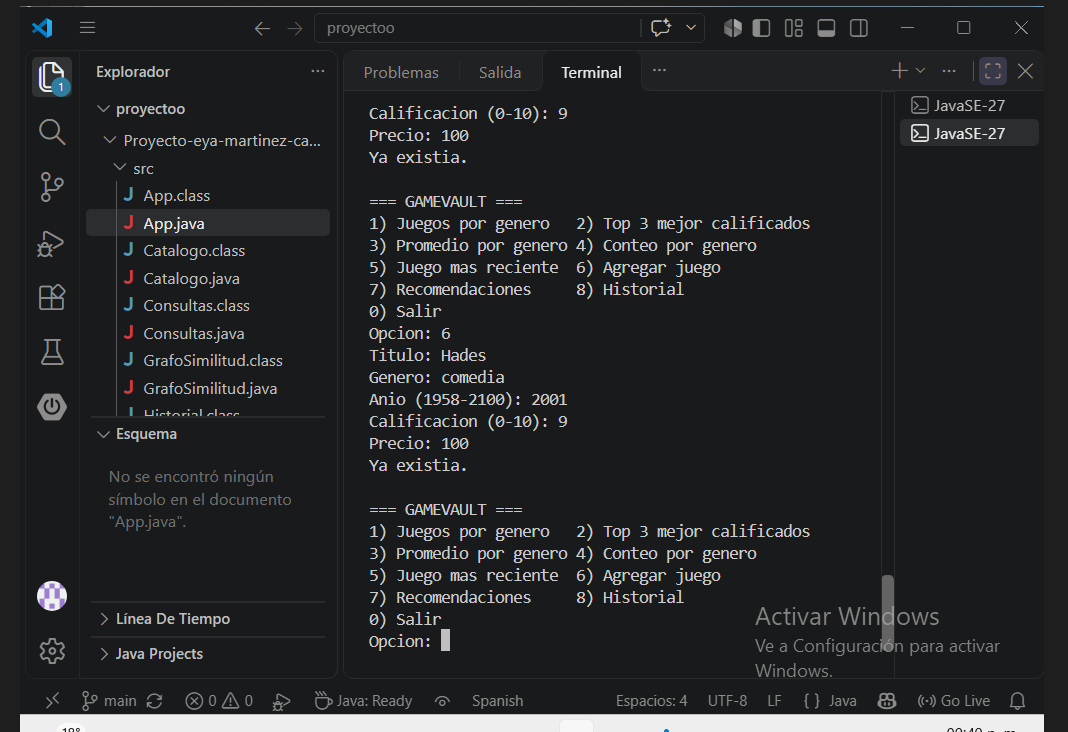 proyectoo
Explorador
Problemas
Salida
Terminal
1
proyectoo
Proyecto-eya-martinez-ca...
src
App.class
App.java
Catalogo.class
Catalogo.java
Consultas.class
Consultas.java
GrafoSimilitud.class
GrafoSimilitud.java
Historial.class
Esquema
No se encontró ningún
símbolo en el documento
"App.java".
Línea De Tiempo
Java Projects
Calificacion (0-10): 9
Precio: 100
Ya existia.
=== GAMEVAULT ===
1) Juegos por genero 2) Top 3 mejor calificados
3) Promedio por genero 4) Conteo por genero
5) Juego mas reciente 6) Agregar juego
7) Recomendaciones 8) Historial
0) Salir
Opcion: 6
Titulo: Hades
Genero: comedia
Anio (1958-2100): 2001
Calificacion (0-10): 9
Precio: 100
Ya existia.
=== GAMEVAULT ===
1) Juegos por genero 2) Top 3 mejor calificados
3) Promedio por genero 4) Conteo por genero
5) Juego mas reciente 6) Agregar juego
7) Recomendaciones 8) Historial
0) Salir
Opcion:
JavaSE-27
JavaSE-27
Activar Windows
Ve a Configuración para activar
Windows.
main 0 0 Java: Ready Spanish Espacios: 4 UTF-8 LF { } Java Go Live